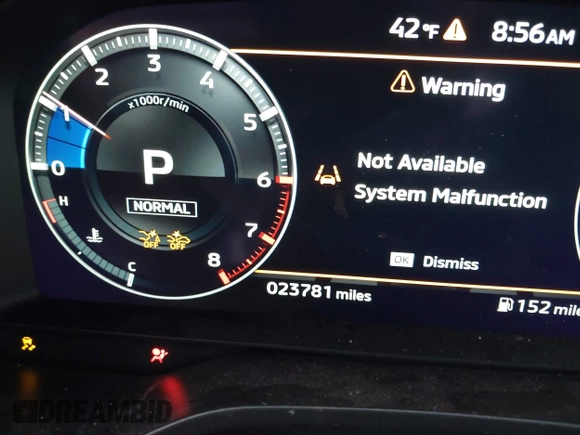 42°F 8:56AM
Warning
Not Available
System Malfunction
OK Dismiss
023781 miles 152 mile
0 1 2 3 4 5 6 7 8
x1000r/min
P
NORMAL
H
C
OFF OFF
DREAMBID